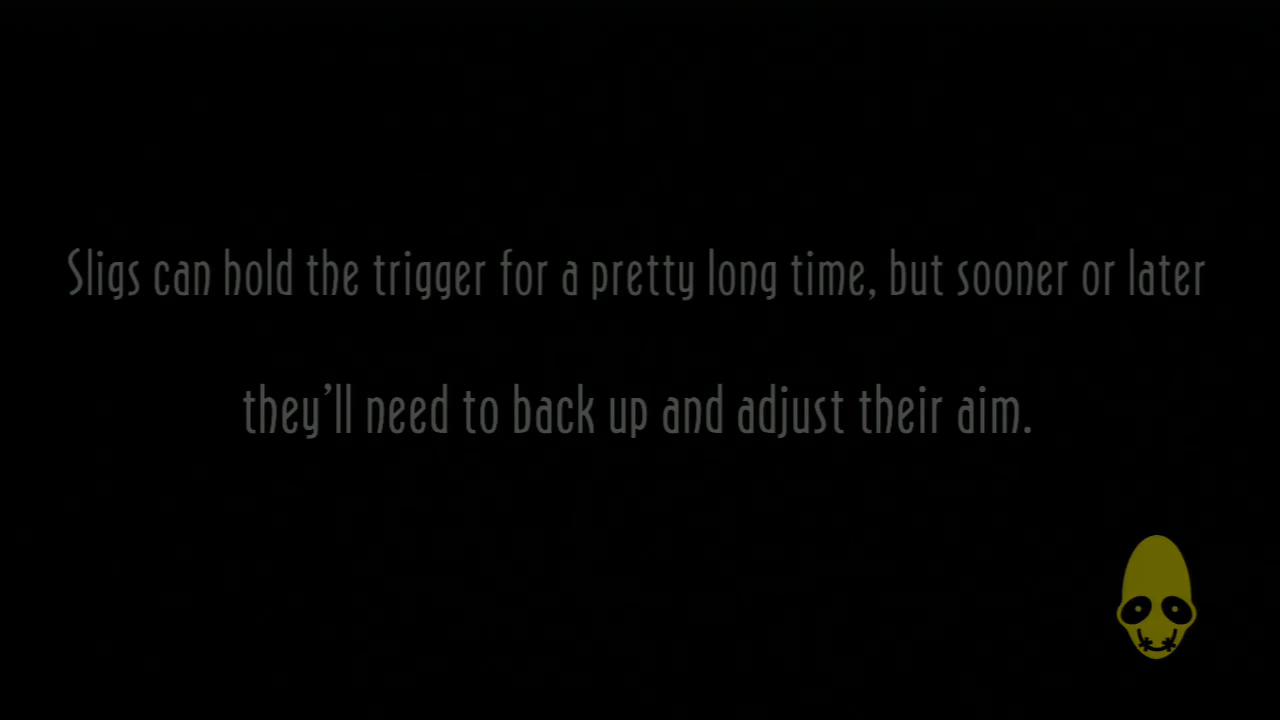 Sligs can hold the trigger for a pretty long time, but sooner or later
they’ll need to back up and adjust their aim.